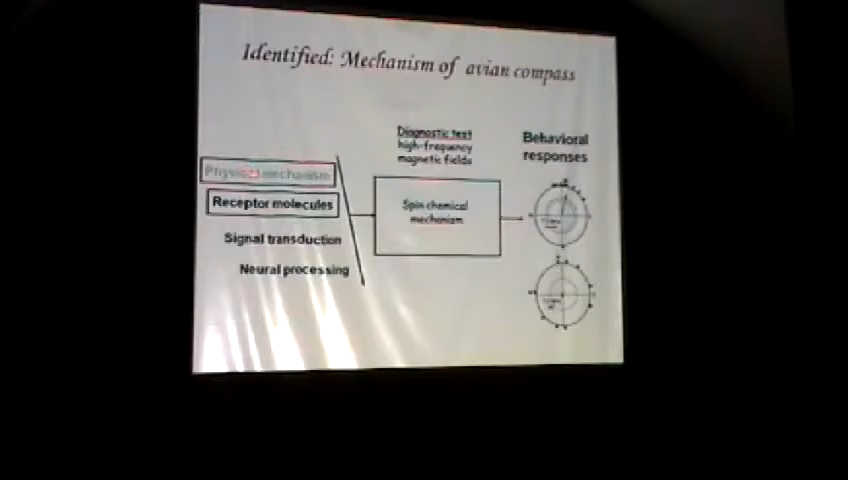 Identified: Mechanism of avian compass
Diagnostic test
high-frequency
magnetic fields
Behavioral
responses
Physical mechanism
Receptor molecules
Signal transduction
Neural processing
Spin chemical
mechanism